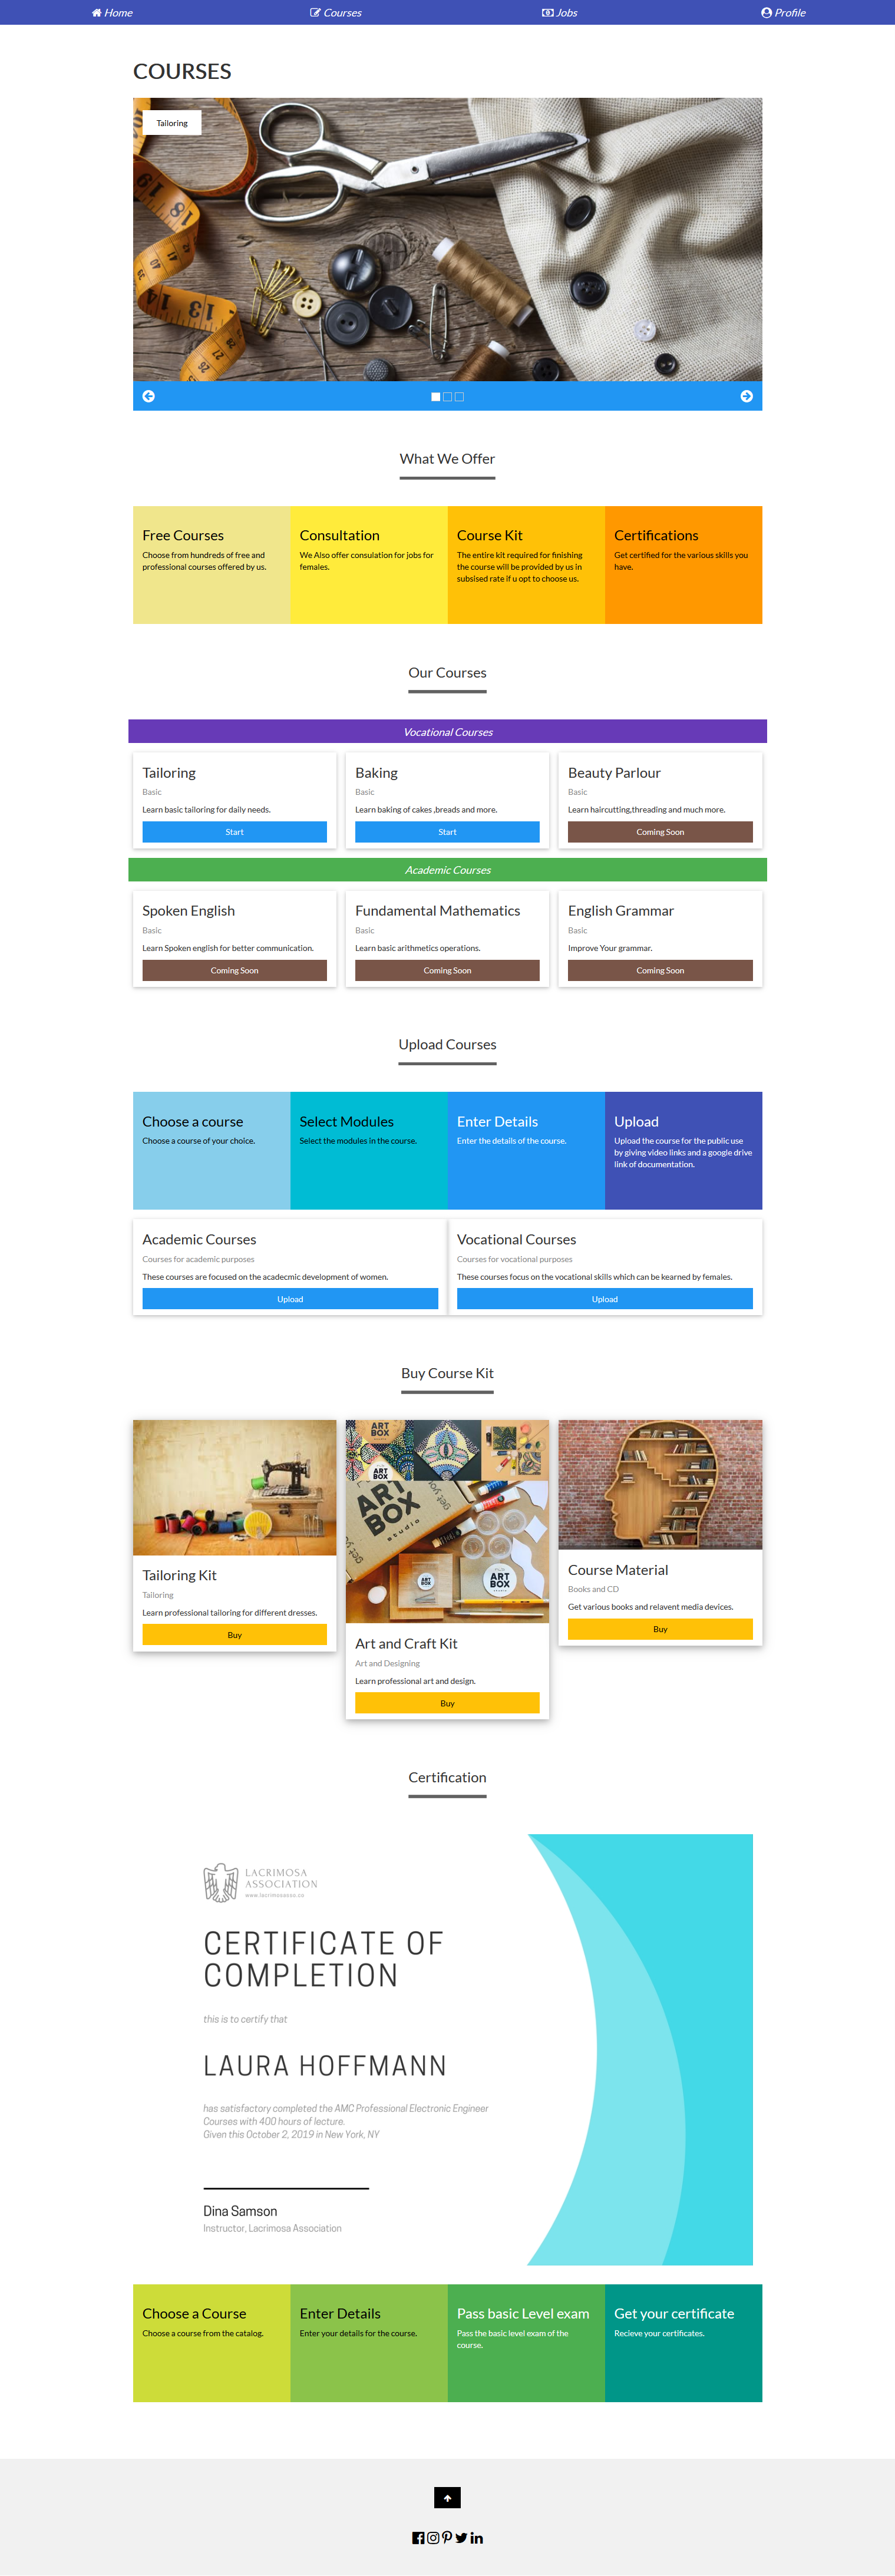 Home Courses Jobs Profile
COURSES
Tailoring
What We Offer
Free Courses
Choose from hundreds of free and
professional courses offered by us.
Consultation
We Also offer consulation for jobs for
females.
Course Kit
The entire kit required for finishing
the course will be provided by us in
subsised rate if u opt to choose us.
Certifications
Get certified for the various skills you
have.
Our Courses
Vocational Courses
Tailoring
Basic
Learn basic tailoring for daily needs.
Start
Baking
Basic
Learn baking of cakes ,breads and more.
Start
Beauty Parlour
Basic
Learn haircutting,threading and much more.
Coming Soon
Academic Courses
Spoken English
Basic
Learn Spoken english for better communication.
Coming Soon
Fundamental Mathematics
Basic
Learn basic arithmetics operations.
Coming Soon
English Grammar
Basic
Improve Your grammar.
Coming Soon
Upload Courses
Choose a course
Choose a course of your choice.
Select Modules
Select the modules in the course.
Enter Details
Enter the details of the course.
Upload
Upload the course for the public use
by giving video links and a google drive
link of documentation.
Academic Courses
Courses for academic purposes
These courses are focused on the acadecmic development of women.
Upload
Vocational Courses
Courses for vocational purposes
These courses focus on the vocational skills which can be kearned by females.
Upload
Buy Course Kit
Tailoring Kit
Tailoring
Learn professional tailoring for different dresses.
Buy
ART
BOX
ART
BOX
ART
BOX
studio
get you
ART
BOX
ART
BOX
Art and Craft Kit
Art and Designing
Learn professional art and design.
Buy
Course Material
Books and CD
Get various books and relavent media devices.
Buy
Certification
LACRIMOSA
ASSOCIATION
www.lacrimosasso.co
CERTIFICATE OF
COMPLETION
this is to certify that
LAURA HOFFMANN
has satisfactory completed the AMC Professional Electronic Engineer
Courses with 400 hours of lecture.
Given this October 2, 2019 in New York, NY
Dina Samson
Instructor, Lacrimosa Association
Choose a Course
Choose a course from the catalog.
Enter Details
Enter your details for the course.
Pass basic Level exam
Pass the basic level exam of the
course.
Get your certificate
Recieve your certificates.